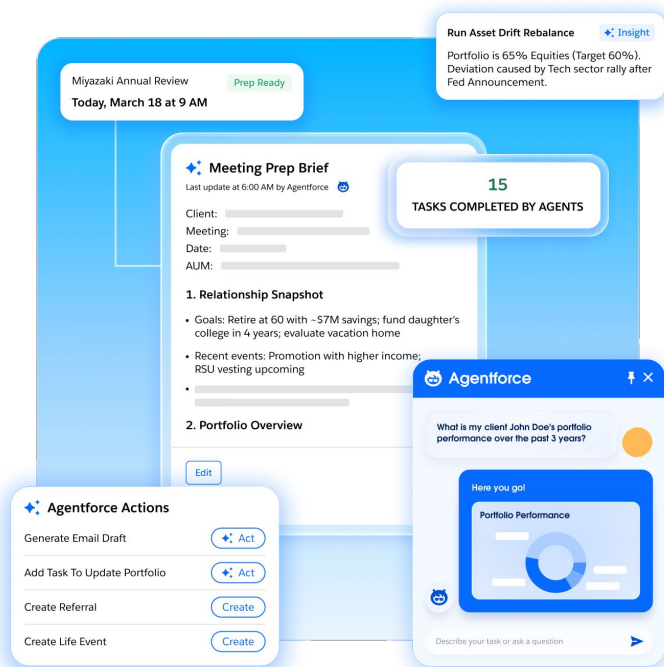 Run Asset Drift Rebalance
Insight
Portfolio is 65% Equities (Target 60%).
Deviation caused by Tech sector rally after
Fed Announcement.
Miyazaki Annual Review
Prep Ready
Today, March 18 at 9 AM
Meeting Prep Brief
Last update at 6:00 AM by Agentforce
Client:
Meeting:
Date:
AUM:
1. Relationship Snapshot
• Goals: Retire at 60 with ~S7M savings; fund daughter's
college in 4 years; evaluate vacation home
• Recent events: Promotion with higher income;
RSU vesting upcoming
•
2. Portfolio Overview
Edit
15
TASKS COMPLETED BY AGENTS
Agentforce
What is my client John Doe's portfolio
performance over the past 3 years?
Here you go!
Portfolio Performance
Describe your task or ask a question
Agentforce Actions
Generate Email Draft
Act
Add Task To Update Portfolio
Act
Create Referral
Create
Create Life Event
Create